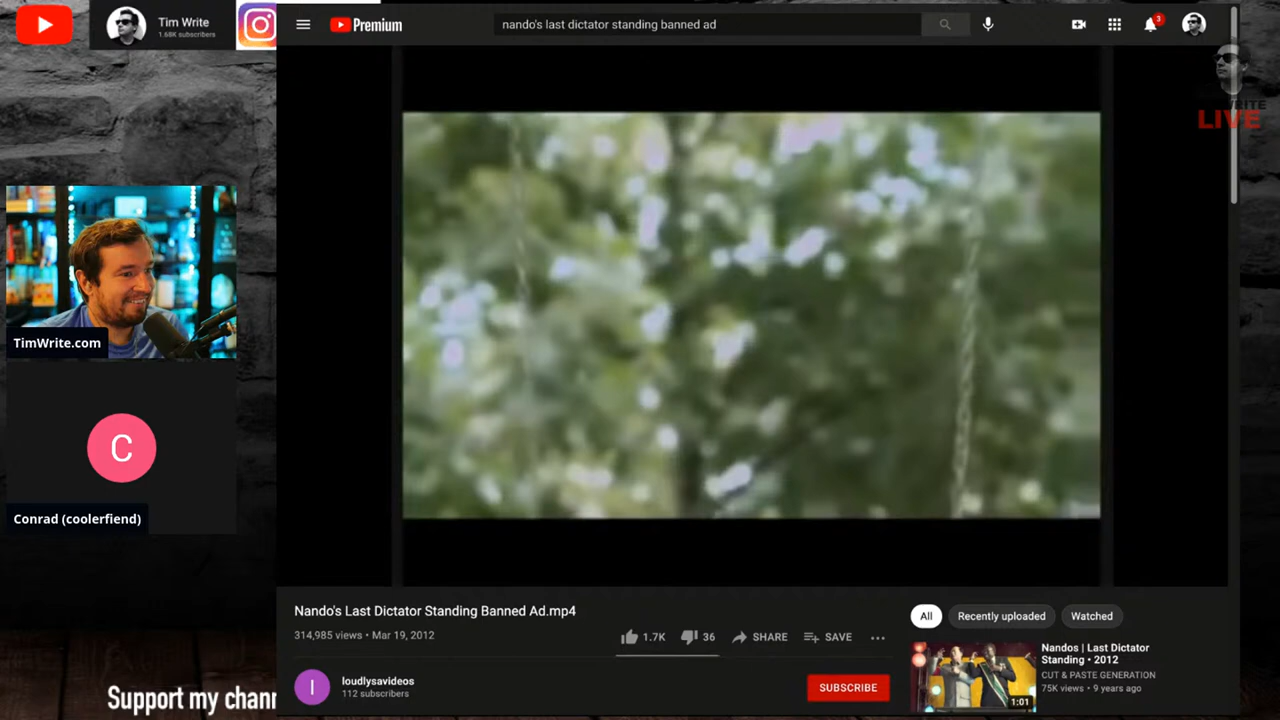 Tim Write
1.68K subscribers
Premium
nando's last dictator standing banned ad
3
LIVE
TimWrite.com
C
Conrad (coolerfiend)
Nando's Last Dictator Standing Banned Ad.mp4
314,985 views • Mar 19, 2012
1.7K
36
SHARE
SAVE
l
loudlysavideos
112 subscribers
SUBSCRIBE
All
Recently uploaded
Watched
Nandos | Last Dictator
Standing • 2012
CUT & PASTE GENERATION
75K views • 9 years ago
1:01
Support my chann